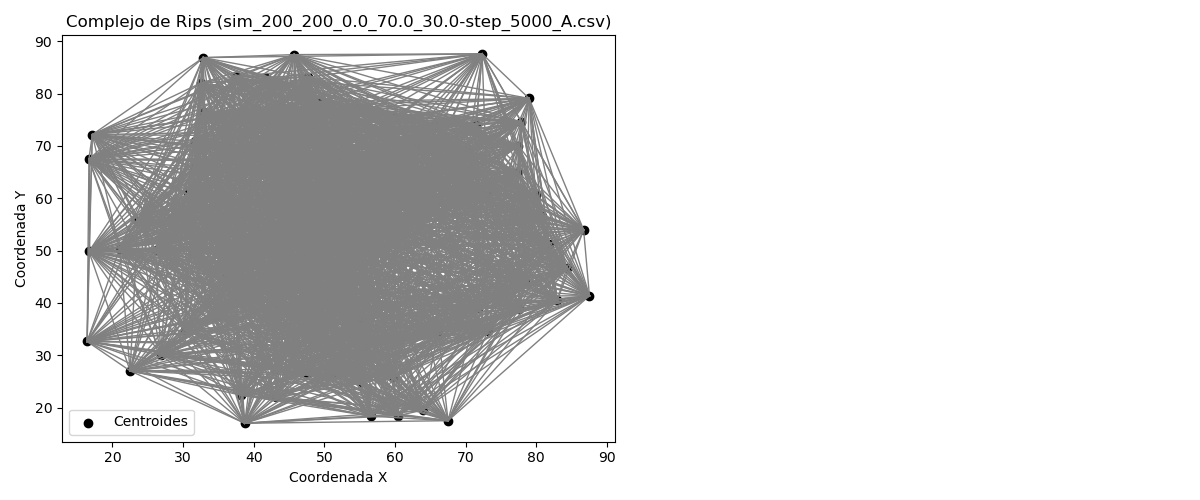 Complejo de Rips (sim_200_200_0.0_70.0_30.0-step_5000_A.csv)
90
80
70
60
50
40
30
20
Coordenada Y
Centroides
20 30 40 50 60 70 80 90
Coordenada X